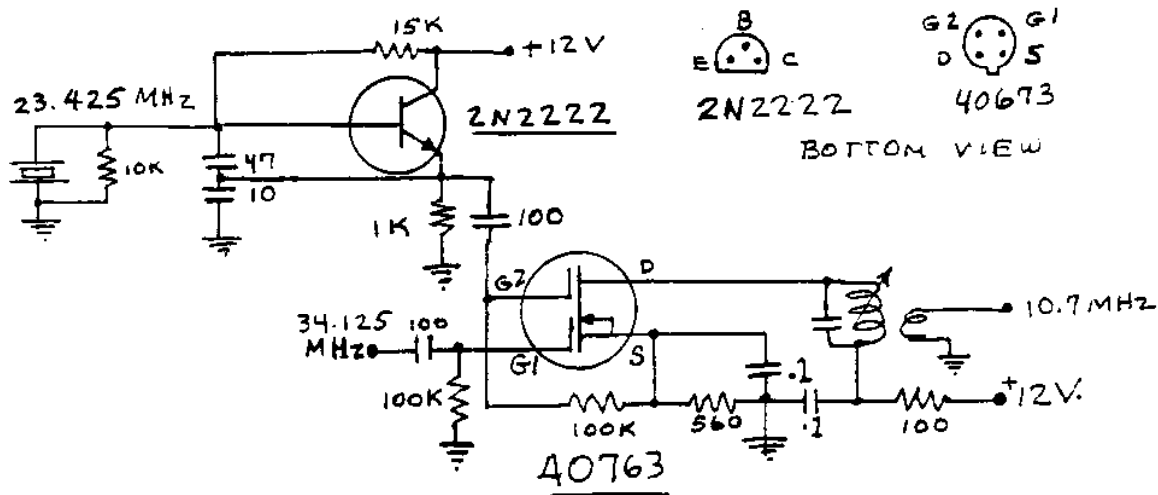 15K
+12V
B
E
C
2N2222
G2
G1
D
S
40673
BOTTOM VIEW
23.425 MHz
2N2222
10K
47
10
1K
100
G2
D
34.125
MHz
100
G1
S
10.7 MHz
100K
100K
560
.1
.1
100
+12V.
40763